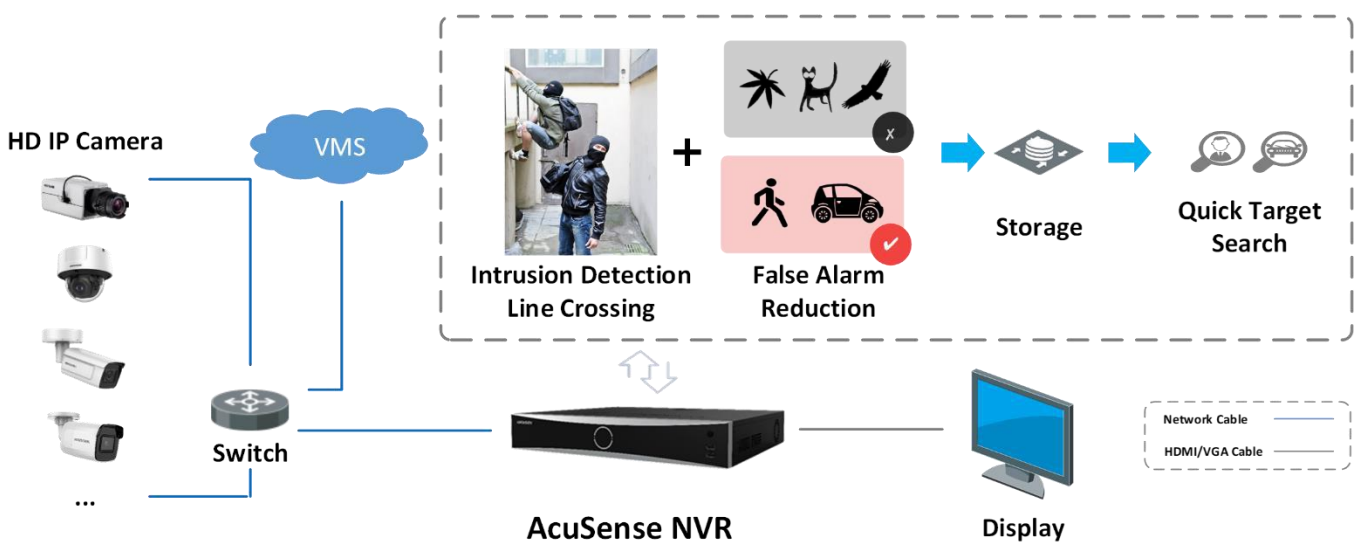 HD IP Camera
VMS
Intrusion Detection
Line Crossing
+
False Alarm
Reduction
Storage
Quick Target
Search
Switch
...
AcuSense NVR
Display
Network Cable
HDMI/VGA Cable